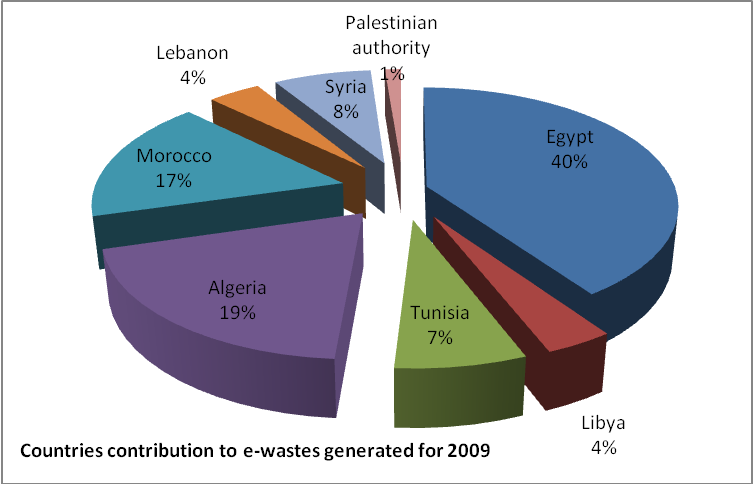 Palestinian
authority
1%
Lebanon
4%
Syria
8%
Egypt
40%
Morocco
17%
Algeria
19%
Tunisia
7%
Libya
4%
Countries contribution to e-wastes generated for 2009